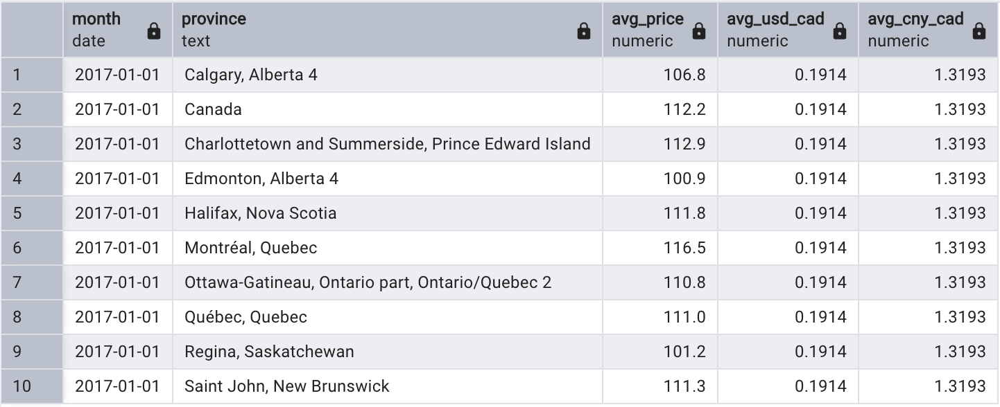 month province avg_price avg_usd_cad avg_cny_cad
date text numeric numeric numeric
1 2017-01-01 Calgary, Alberta 4 106.8 0.1914 1.3193
2 2017-01-01 Canada 112.2 0.1914 1.3193
3 2017-01-01 Charlottetown and Summerside, Prince Edward Island 112.9 0.1914 1.3193
4 2017-01-01 Edmonton, Alberta 4 100.9 0.1914 1.3193
5 2017-01-01 Halifax, Nova Scotia 111.8 0.1914 1.3193
6 2017-01-01 Montréal, Quebec 116.5 0.1914 1.3193
7 2017-01-01 Ottawa-Gatineau, Ontario part, Ontario/Quebec 2 110.8 0.1914 1.3193
8 2017-01-01 Québec, Quebec 111.0 0.1914 1.3193
9 2017-01-01 Regina, Saskatchewan 101.2 0.1914 1.3193
10 2017-01-01 Saint John, New Brunswick 111.3 0.1914 1.3193